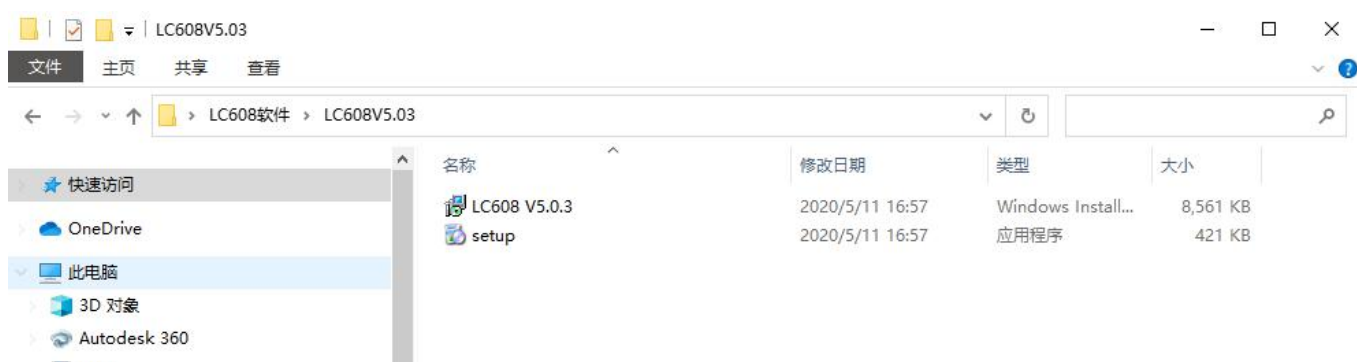 LC608V5.03
文件 主页 共享 查看
LC608软件 > LC608V5.03
名称 修改日期 类型 大小
快速访问
LC608 V5.0.3 2020/5/11 16:57 Windows Install... 8,561 KB
OneDrive
setup 2020/5/11 16:57 应用程序 421 KB
此电脑
3D 对象
Autodesk 360